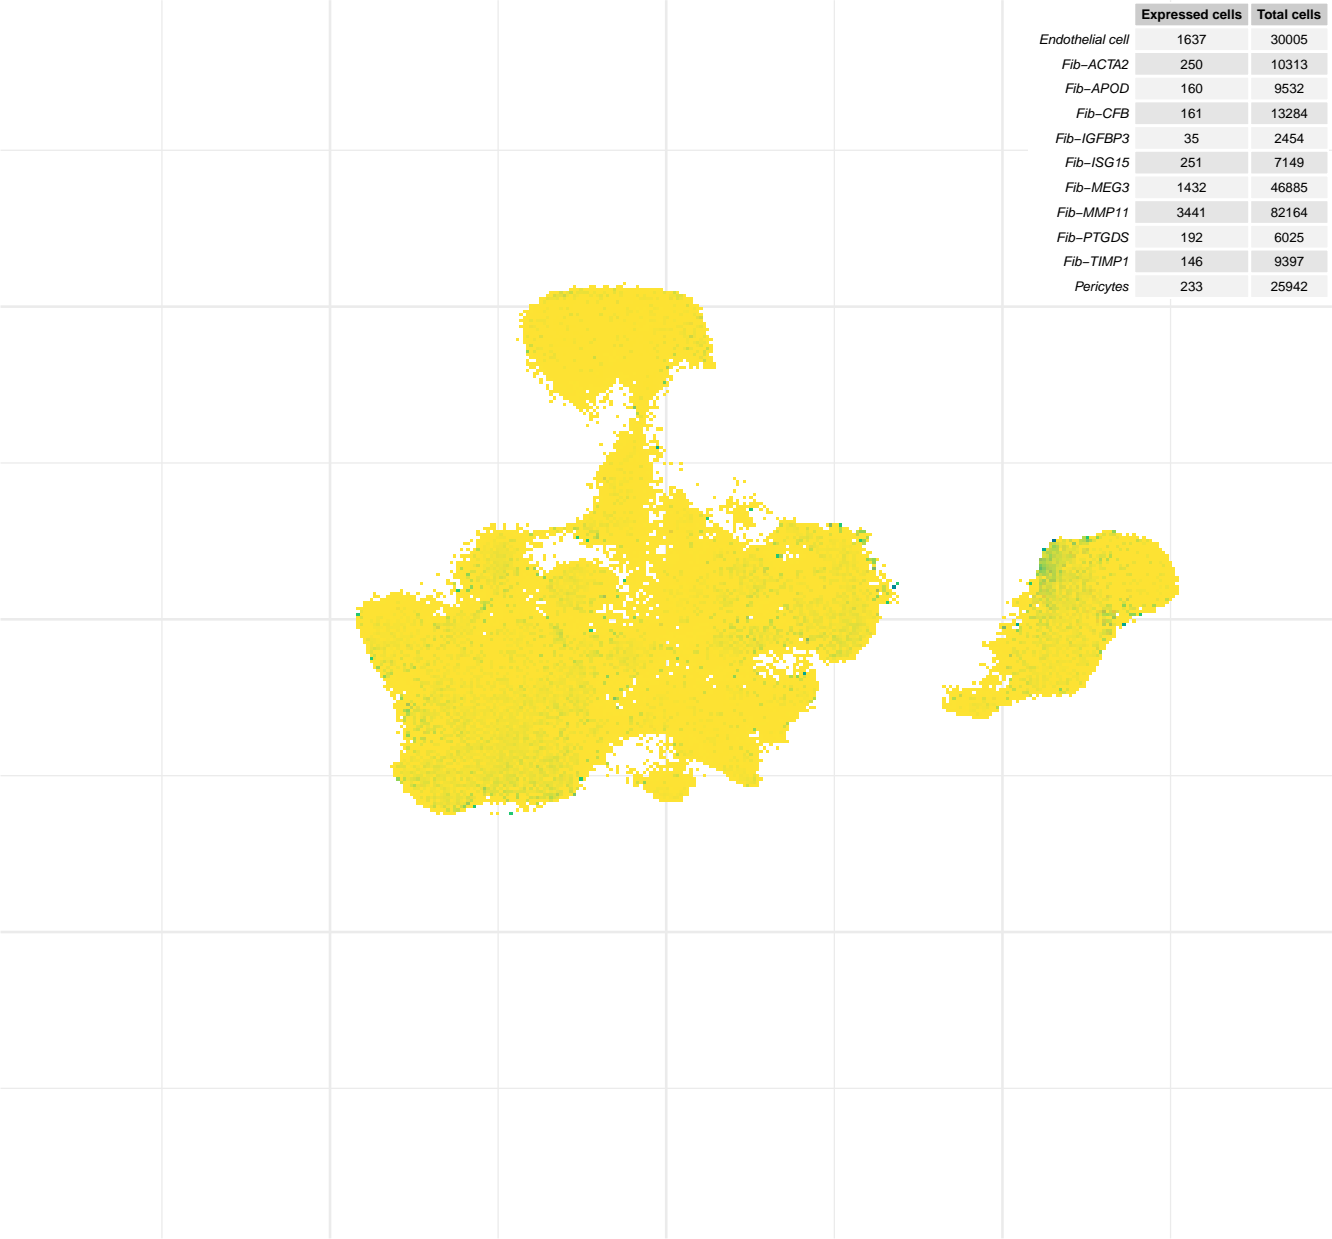 Expressed cells Total cells
Endothelial cell 1637 30005
Fib−ACTA2 250 10313
Fib−APOD 160 9532
Fib−CFB 161 13284
Fib−IGFBP3 35 2454
Fib−ISG15 251 7149
Fib−MEG3 1432 46885
Fib−MMP11 3441 82164
Fib−PTGDS 192 6025
Fib−TIMP1 146 9397
Pericytes 233 25942